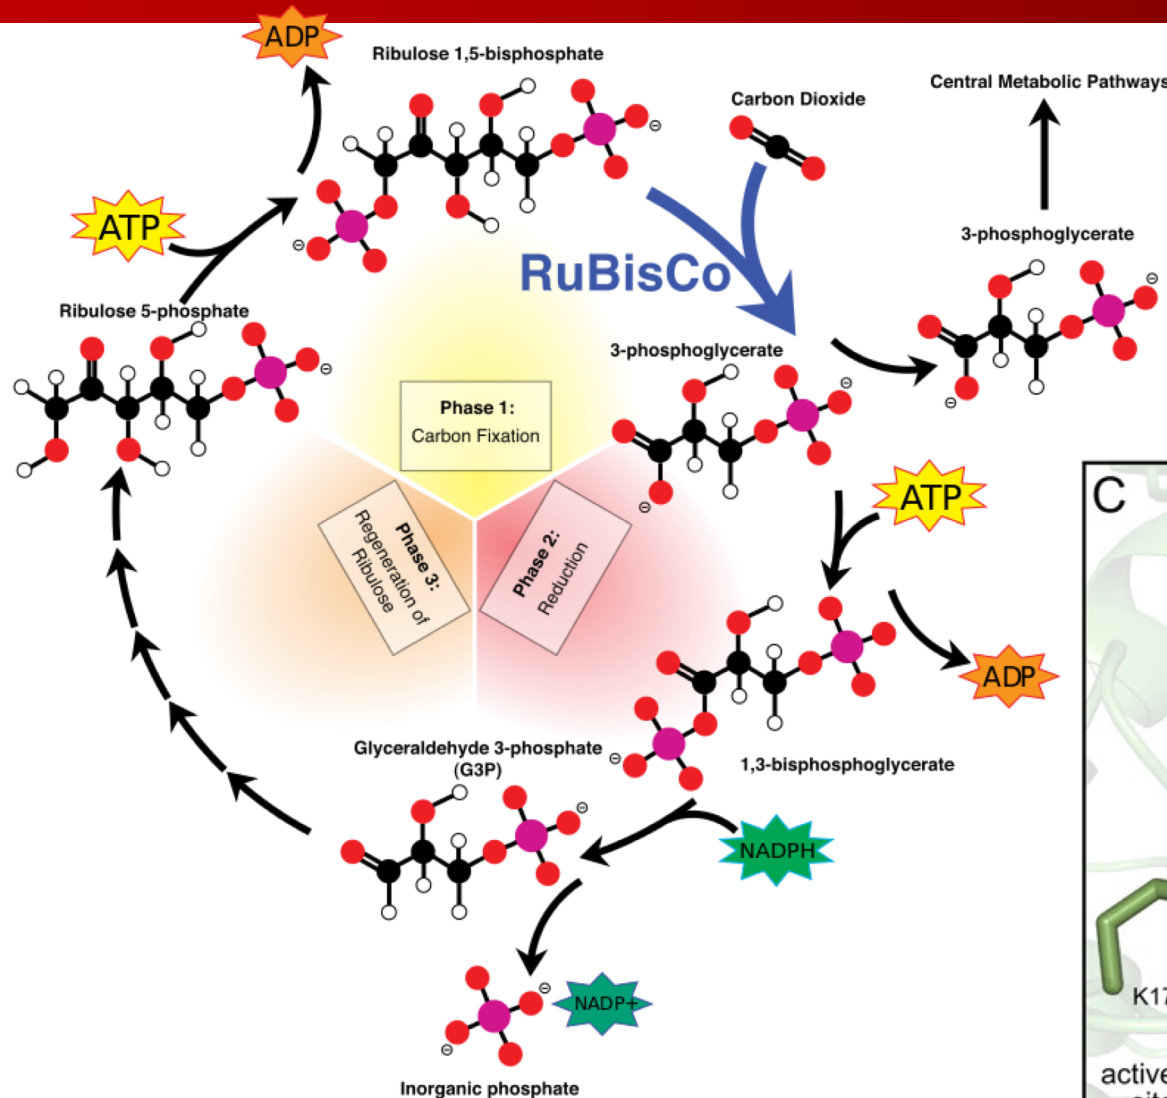 ADP
Ribulose 1,5-bisphosphate
Carbon Dioxide
Central Metabolic Pathways
ATP
3-phosphoglycerate
RuBisCo
Ribulose 5-phosphate
3-phosphoglycerate
Phase 1:
Carbon Fixation
Phase 3:
Regeneration of
Ribulose
Phase 2:
Reduction
ATP
C
ADP
Glyceraldehyde 3-phosphate
(G3P)
1,3-bisphosphoglycerate
NADPH
K17
NADP+
active
Inorganic phosphate